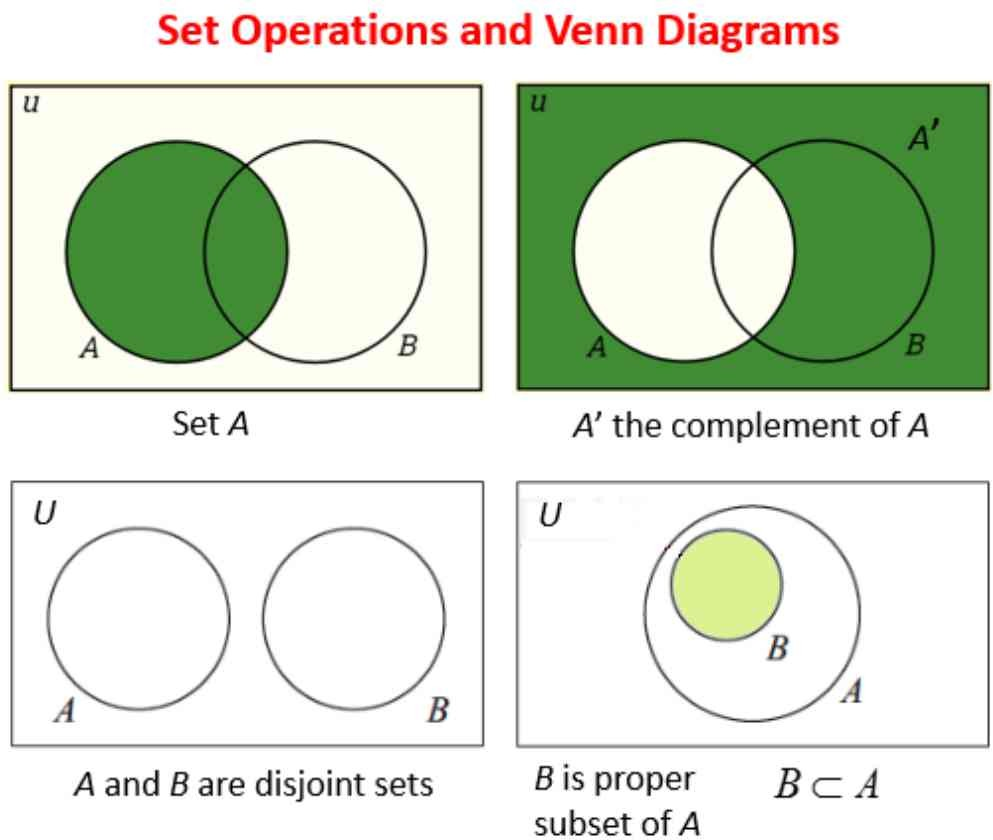 Set Operations and Venn Diagrams
u
A
B
Set A
u
A’
A
B
A’ the complement of A
U
A
B
A and B are disjoint sets
U
B
A
B is proper
subset of A
B ⊂ A